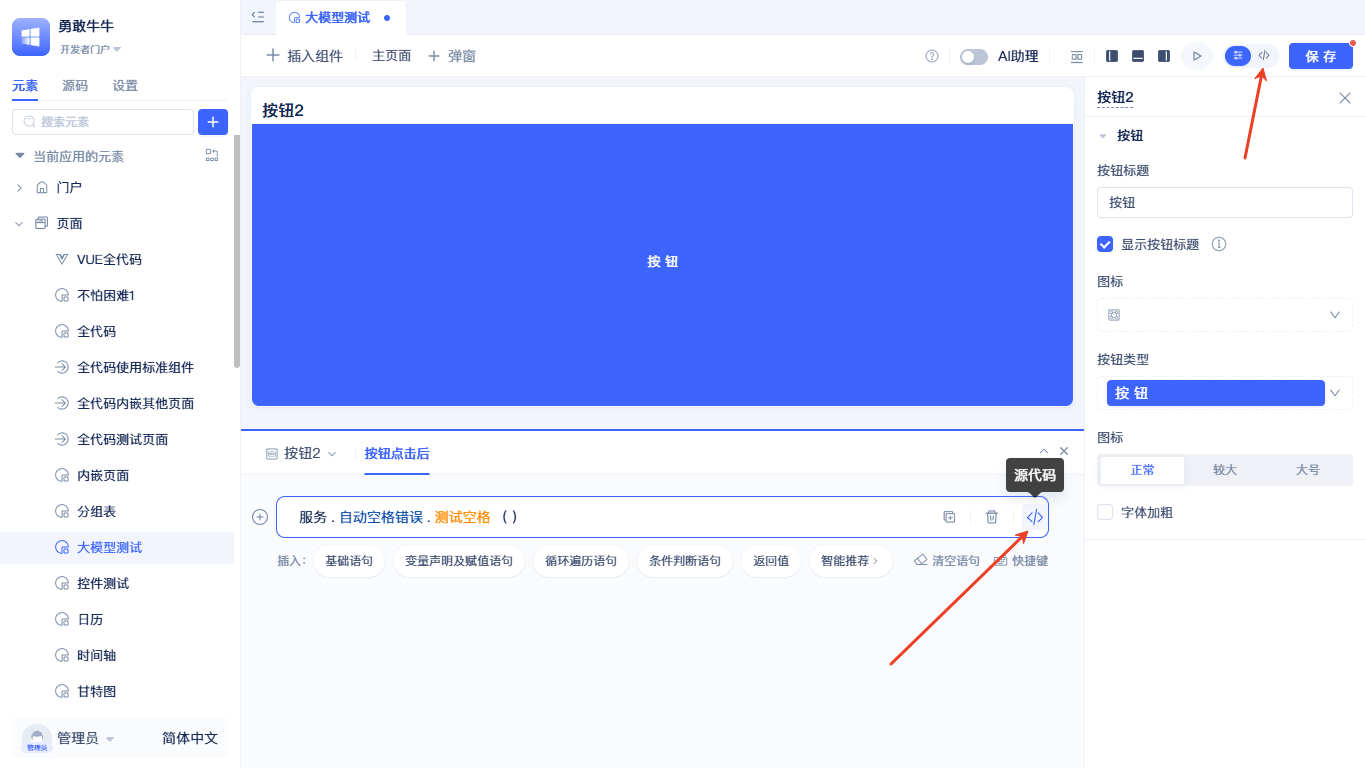 勇敢牛牛
开发者门户
元素 源码 设置
搜索元素
当前应用的元素
门户
页面
VUE全代码
不怕困难1
全代码
全代码使用标准组件
全代码内嵌其他页面
全代码测试页面
内嵌页面
分组表
大模型测试
控件测试
日历
时间轴
甘特图
管理员
管理员 简体中文
大模型测试
插入组件 主页面 弹窗
AI助理
保 存
按钮2
按 钮
按钮2 按钮点击后
源代码
服务 . 自动空格错误 . 测试空格 ( )
插入: 基础语句 变量声明及赋值语句 循环遍历语句 条件判断语句 返回值 智能推荐 清空语句 快捷键
按钮2
按钮
按钮标题
按钮
显示按钮标题
图标
按钮类型
按 钮
图标
正常 较大 大号
字体加粗